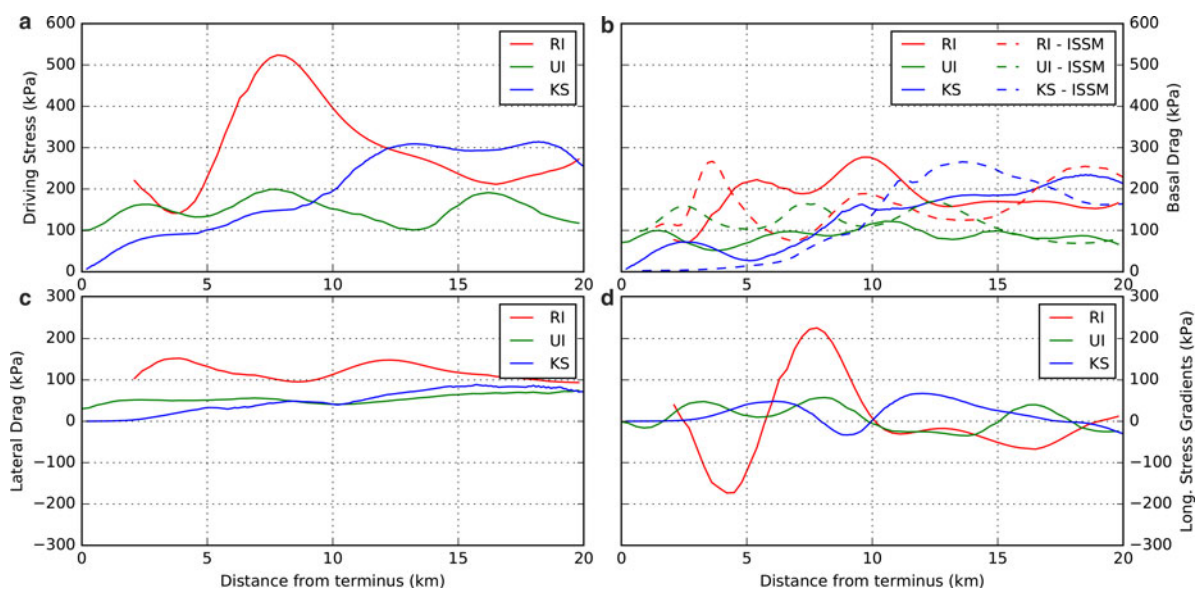 a
600
500
400
300
200
100
0
Driving Stress (kPa)
RI
UI
KS
0 5 10 15 20
b
RI RI - ISSM
UI UI - ISSM
KS KS - ISSM
600
500
400
300
200
100
0
Basal Drag (kPa)
0 5 10 15 20
c
300
200
100
0
−100
−200
−300
Lateral Drag (kPa)
RI
UI
KS
0 5 10 15 20
Distance from terminus (km)
d
RI
UI
KS
300
200
100
0
−100
−200
−300
Long. Stress Gradients (kPa)
0 5 10 15 20
Distance from terminus (km)